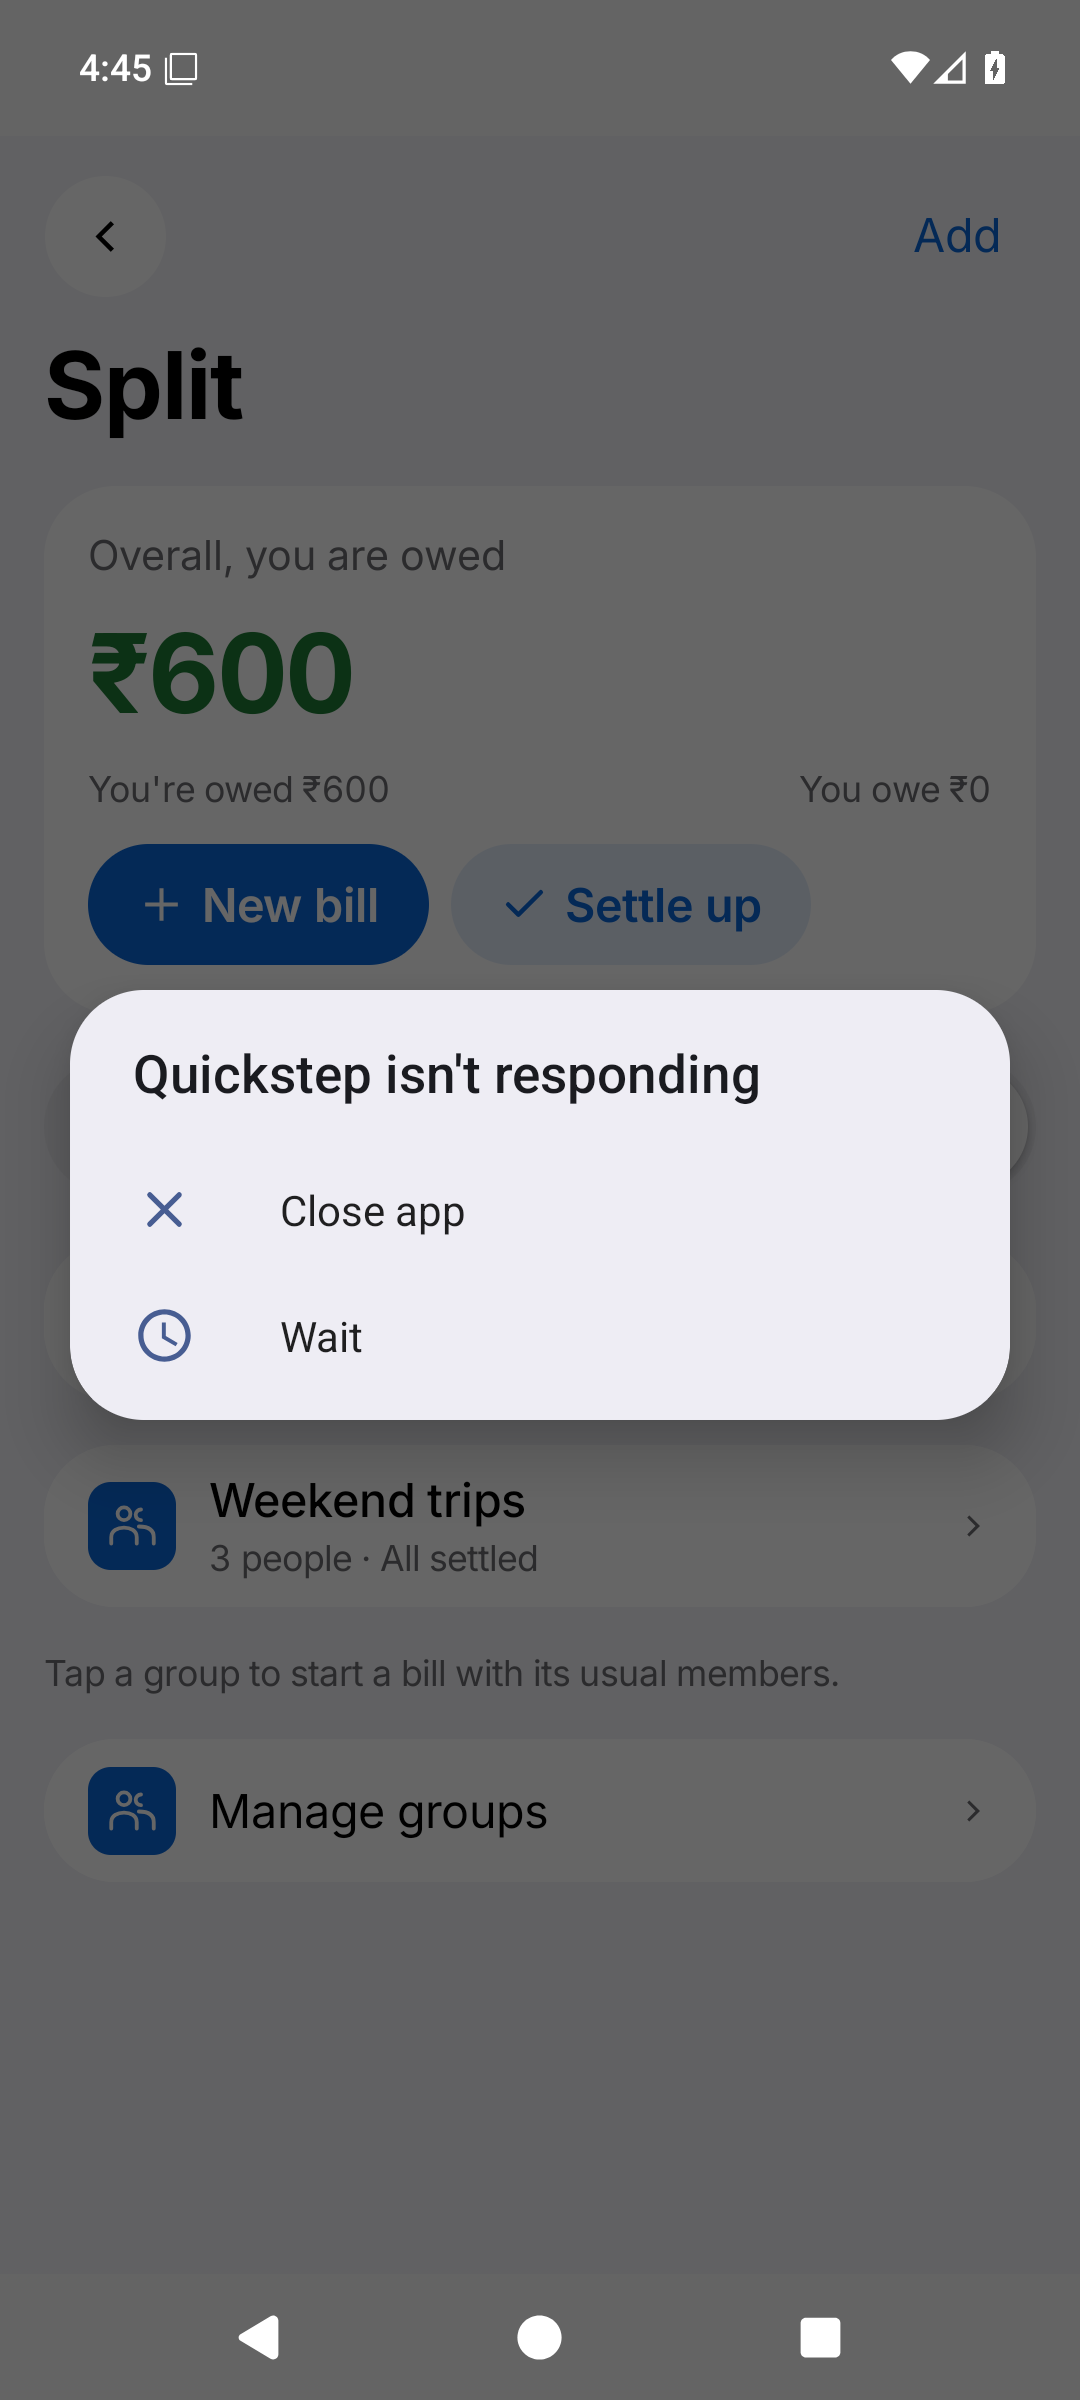 4:45
Add
Split
Overall, you are owed
₹600
You're owed ₹600
You owe ₹0
New bill
Settle up
Quickstep isn't responding
Close app
Wait
Weekend trips
3 people · All settled
Tap a group to start a bill with its usual members.
Manage groups